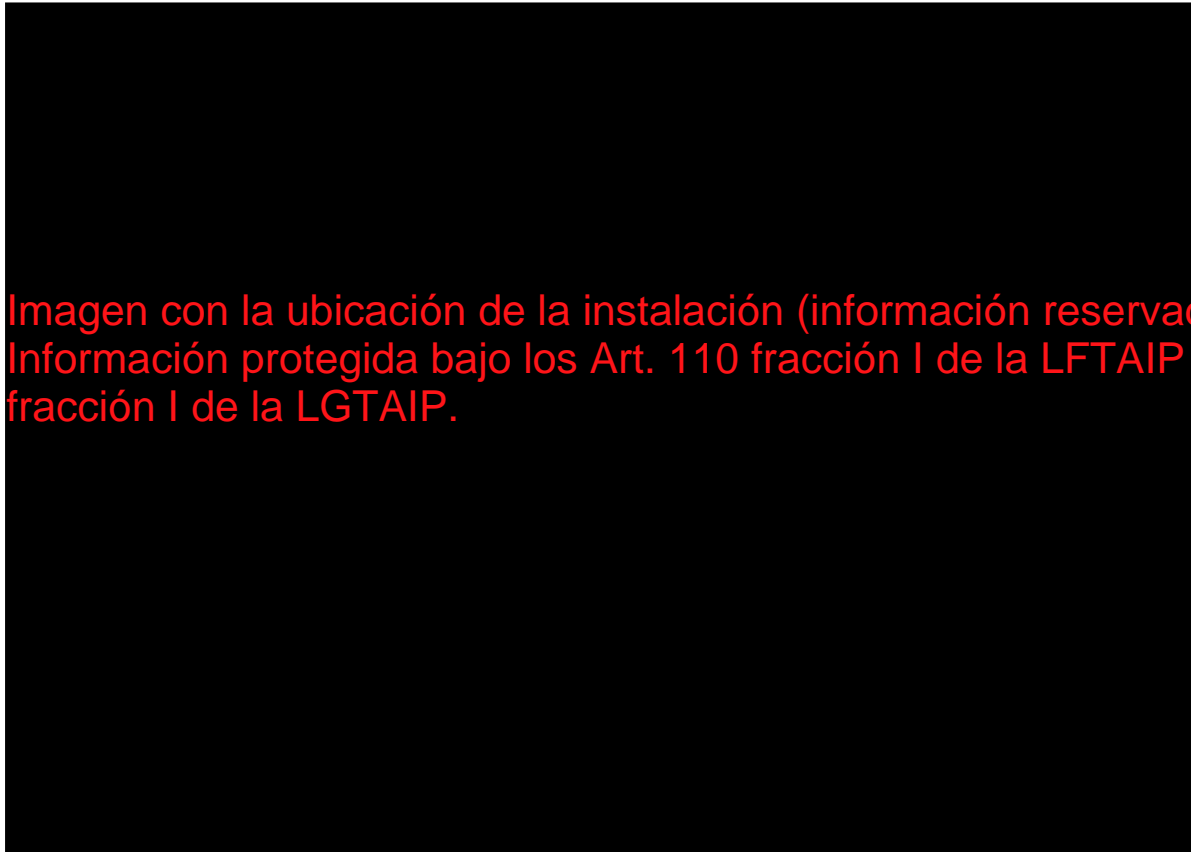 Imagen con la ubicación de la instalación (información reservac
Información protegida bajo los Art. 110 fracción I de la LFTAIP
fracción I de la LGTAIP.